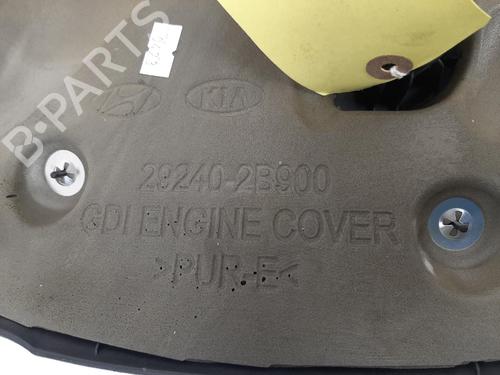 B-PARTS
KIA
29240-2B900
GDI ENGINE COVER
>PUR-E<